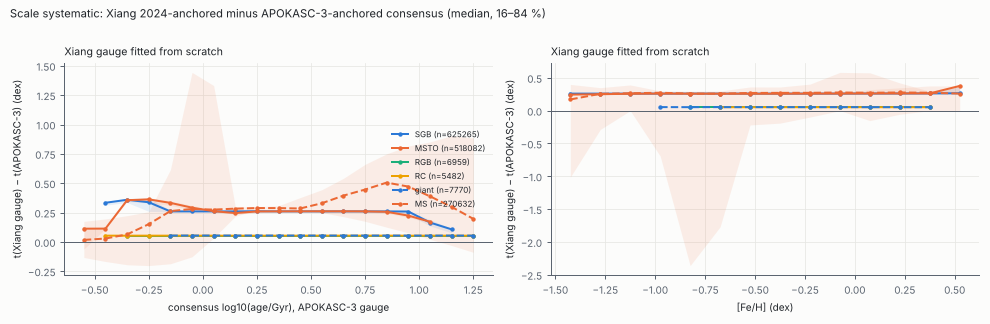 Scale systematic: Xiang 2024-anchored minus APOKASC-3-anchored consensus (median, 16–84 %)
Xiang gauge fitted from scratch
t(Xiang gauge) − t(APOKASC-3) (dex)
1.50
1.25
1.00
0.75
0.50
0.25
0.00
−0.25
SGB (n=625265)
MSTO (n=518082)
RGB (n=6959)
RC (n=5482)
giant (n=7770)
MS (n=270632)
−0.50
−0.25
0.00
0.25
0.50
0.75
1.00
1.25
consensus log10(age/Gyr), APOKASC-3 gauge
Xiang gauge fitted from scratch
t(Xiang gauge) − t(APOKASC-3) (dex)
0.5
0.0
−0.5
−1.0
−1.5
−2.0
−2.5
−1.50
−1.25
−1.00
−0.75
−0.50
−0.25
0.00
0.25
0.50
[Fe/H] (dex)